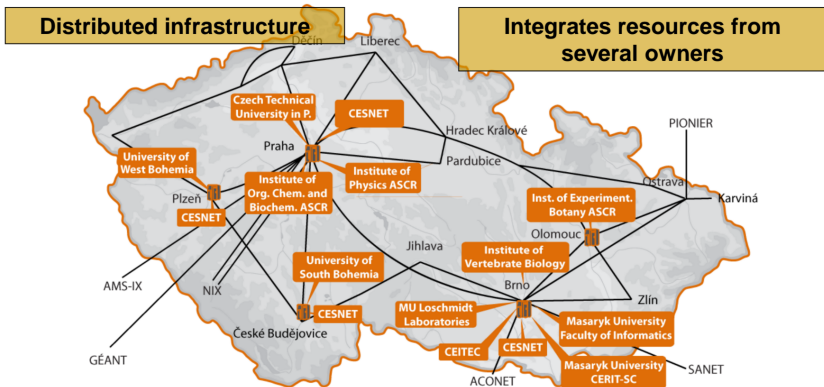 Distributed infrastructure
Integrates resources from
several owners
Děčín
Liberec
Czech Technical
University in P.
CESNET
Hradec Králové
PIONIER
Praha
Pardubice
University of
West Bohemia
Institute of
Physics ASCR
Institute of
Org. Chem. and
Biochem. ASCR
Ostrava
Karviná
Plzeň
CESNET
Inst. of Experiment.
Botany ASCR
Olomouc
Jihlava
Institute of
Vertebrate Biology
University of
South Bohemia
AMS-IX
NIX
Brno
Zlín
CESNET
České Budějovice
MU Loschmidt
Laboratories
Masaryk University
Faculty of Informatics
CEITEC
CESNET
GÉANT
Masaryk University
CERIT-SC
SANET
ACONET